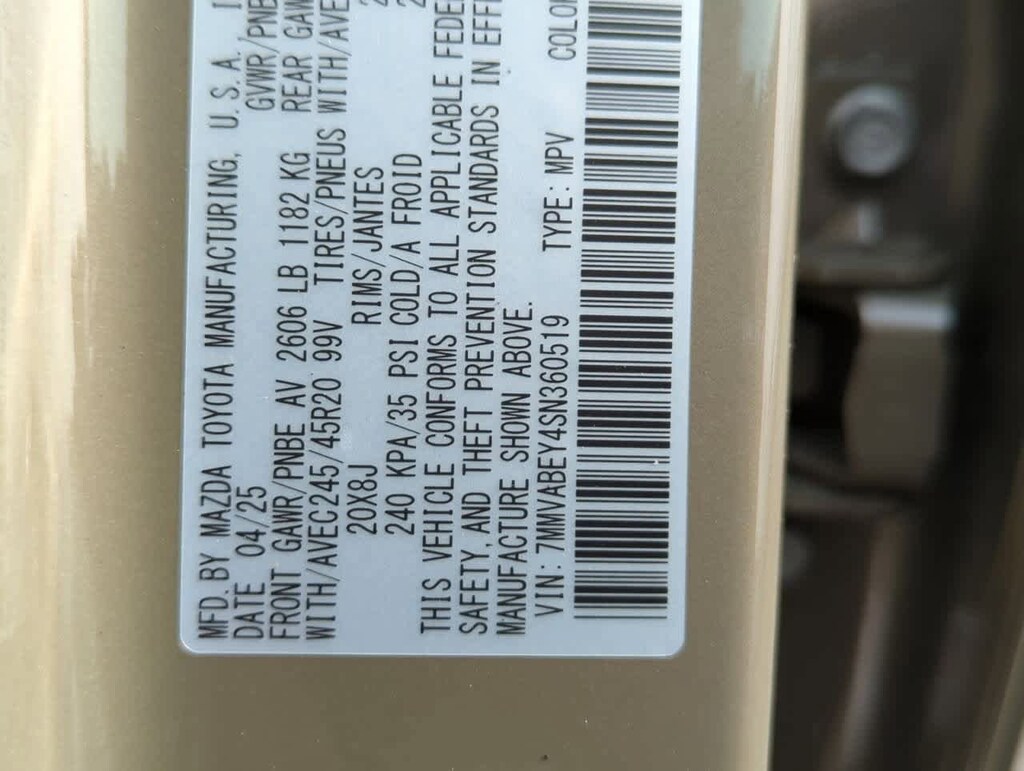 MFD. BY MAZDA TOYOTA MANUFACTURING, U.S.A.
DATE 04/25 GVWR/PNB
FRONT GAWR/PNBE AV 2606 LB 1182 KG REAR GAW
WITH/AVEC245/45R20 99V TIRES/PNEUS WITH/AVE
20X8J RIMS/JANTES 2
240 KPA/35 PSI COLD/A FROID 2
THIS VEHICLE CONFORMS TO ALL APPLICABLE FEDE
SAFETY, AND THEFT PREVENTION STANDARDS IN EFF
MANUFACTURE SHOWN ABOVE.
VIN: 7MMVABEY4SN360519 TYPE: MPV COLO